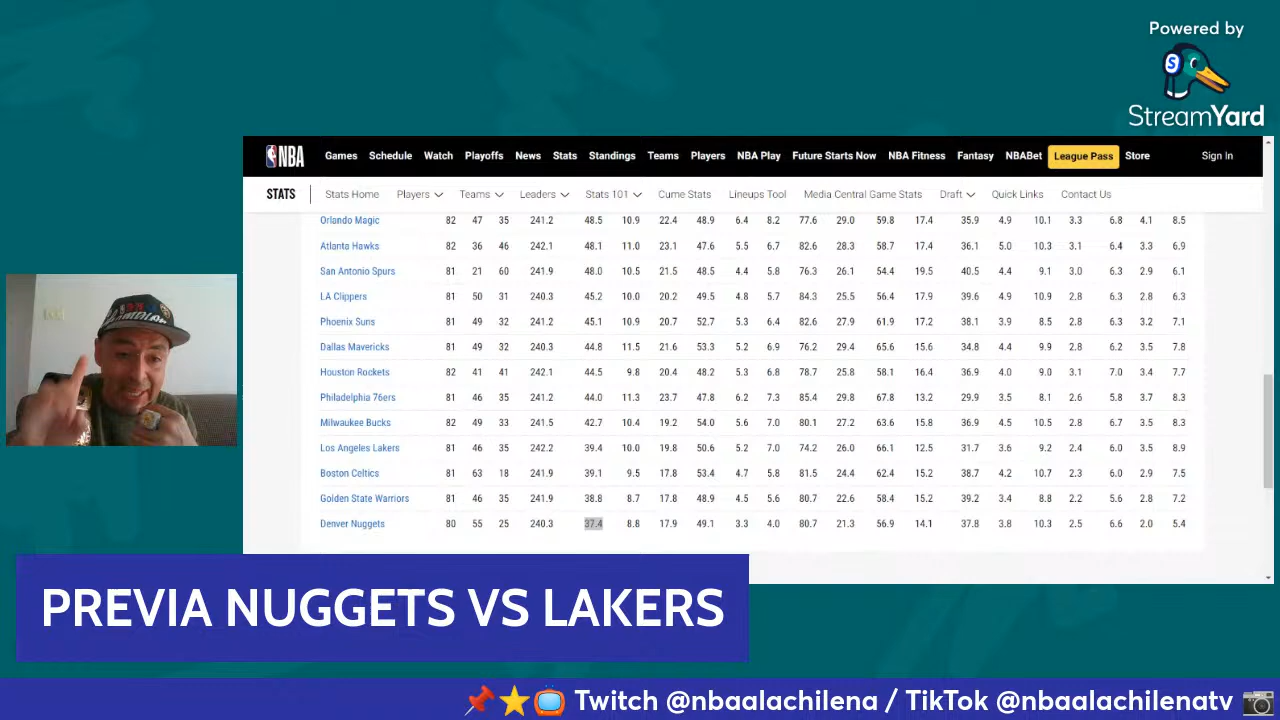 Powered by
StreamYard
NBA Games Schedule Watch Playoffs News Stats Standings Teams Players NBA Play Future Starts Now NBA Fitness Fantasy NBABet League Pass Store Sign In
STATS Stats Home Players Teams Leaders Stats 101 Cume Stats Lineups Tool Media Central Game Stats Draft Quick Links Contact Us
Orlando Magic 82 47 35 241.2 48.5 10.9 22.4 48.9 6.4 8.2 77.6 29.0 59.8 17.4 35.9 4.9 10.1 3.3 6.8 4.1 8.5
Atlanta Hawks 82 36 46 242.1 48.1 11.0 23.1 47.6 5.5 6.7 82.6 28.3 58.7 17.4 36.1 5.0 10.3 3.1 6.4 3.3 6.9
San Antonio Spurs 81 21 60 241.9 48.0 10.5 21.5 48.5 4.4 5.8 76.3 26.1 54.4 19.5 40.5 4.4 9.1 3.0 6.3 2.9 6.1
LA Clippers 81 50 31 240.3 45.2 10.0 20.2 49.5 4.8 5.7 84.3 25.5 56.4 17.9 39.6 4.9 10.9 2.8 6.3 2.8 6.3
Phoenix Suns 81 49 32 241.2 45.1 10.9 20.7 52.7 5.3 6.4 82.6 27.9 61.9 17.2 38.1 3.9 8.5 2.8 6.3 3.2 7.1
Dallas Mavericks 81 49 32 240.3 44.8 11.5 21.6 53.3 5.2 6.9 76.2 29.4 65.6 15.6 34.8 4.4 9.9 2.8 6.2 3.5 7.8
Houston Rockets 82 41 41 242.1 44.5 9.8 20.4 48.2 5.3 6.8 78.7 25.8 58.1 16.4 36.9 4.0 9.0 3.1 7.0 3.4 7.7
Philadelphia 76ers 81 46 35 241.2 44.0 11.3 23.7 47.8 6.2 7.3 85.4 29.8 67.8 13.2 29.9 3.5 8.1 2.6 5.8 3.7 8.3
Milwaukee Bucks 82 49 33 241.5 42.7 10.4 19.2 54.0 5.6 7.0 80.1 27.2 63.6 15.8 36.9 4.5 10.5 2.8 6.7 3.5 8.3
Los Angeles Lakers 81 46 35 242.2 39.4 10.0 19.8 50.6 5.2 7.0 74.2 26.0 66.1 12.5 31.7 3.6 9.2 2.4 6.0 3.5 8.9
Boston Celtics 81 63 18 241.9 39.1 9.5 17.8 53.4 4.7 5.8 81.5 24.4 62.4 15.2 38.7 4.2 10.7 2.3 6.0 2.9 7.5
Golden State Warriors 81 46 35 241.9 38.8 8.7 17.8 48.9 4.5 5.6 80.7 22.6 58.4 15.2 39.2 3.4 8.8 2.2 5.6 2.8 7.2
Denver Nuggets 80 55 25 240.3 37.4 8.8 17.9 49.1 3.3 4.0 80.7 21.3 56.9 14.1 37.8 3.8 10.3 2.5 6.6 2.0 5.4
PREVIA NUGGETS VS LAKERS
Twitch @nbaalachilena / TikTok @nbaalachilenatv